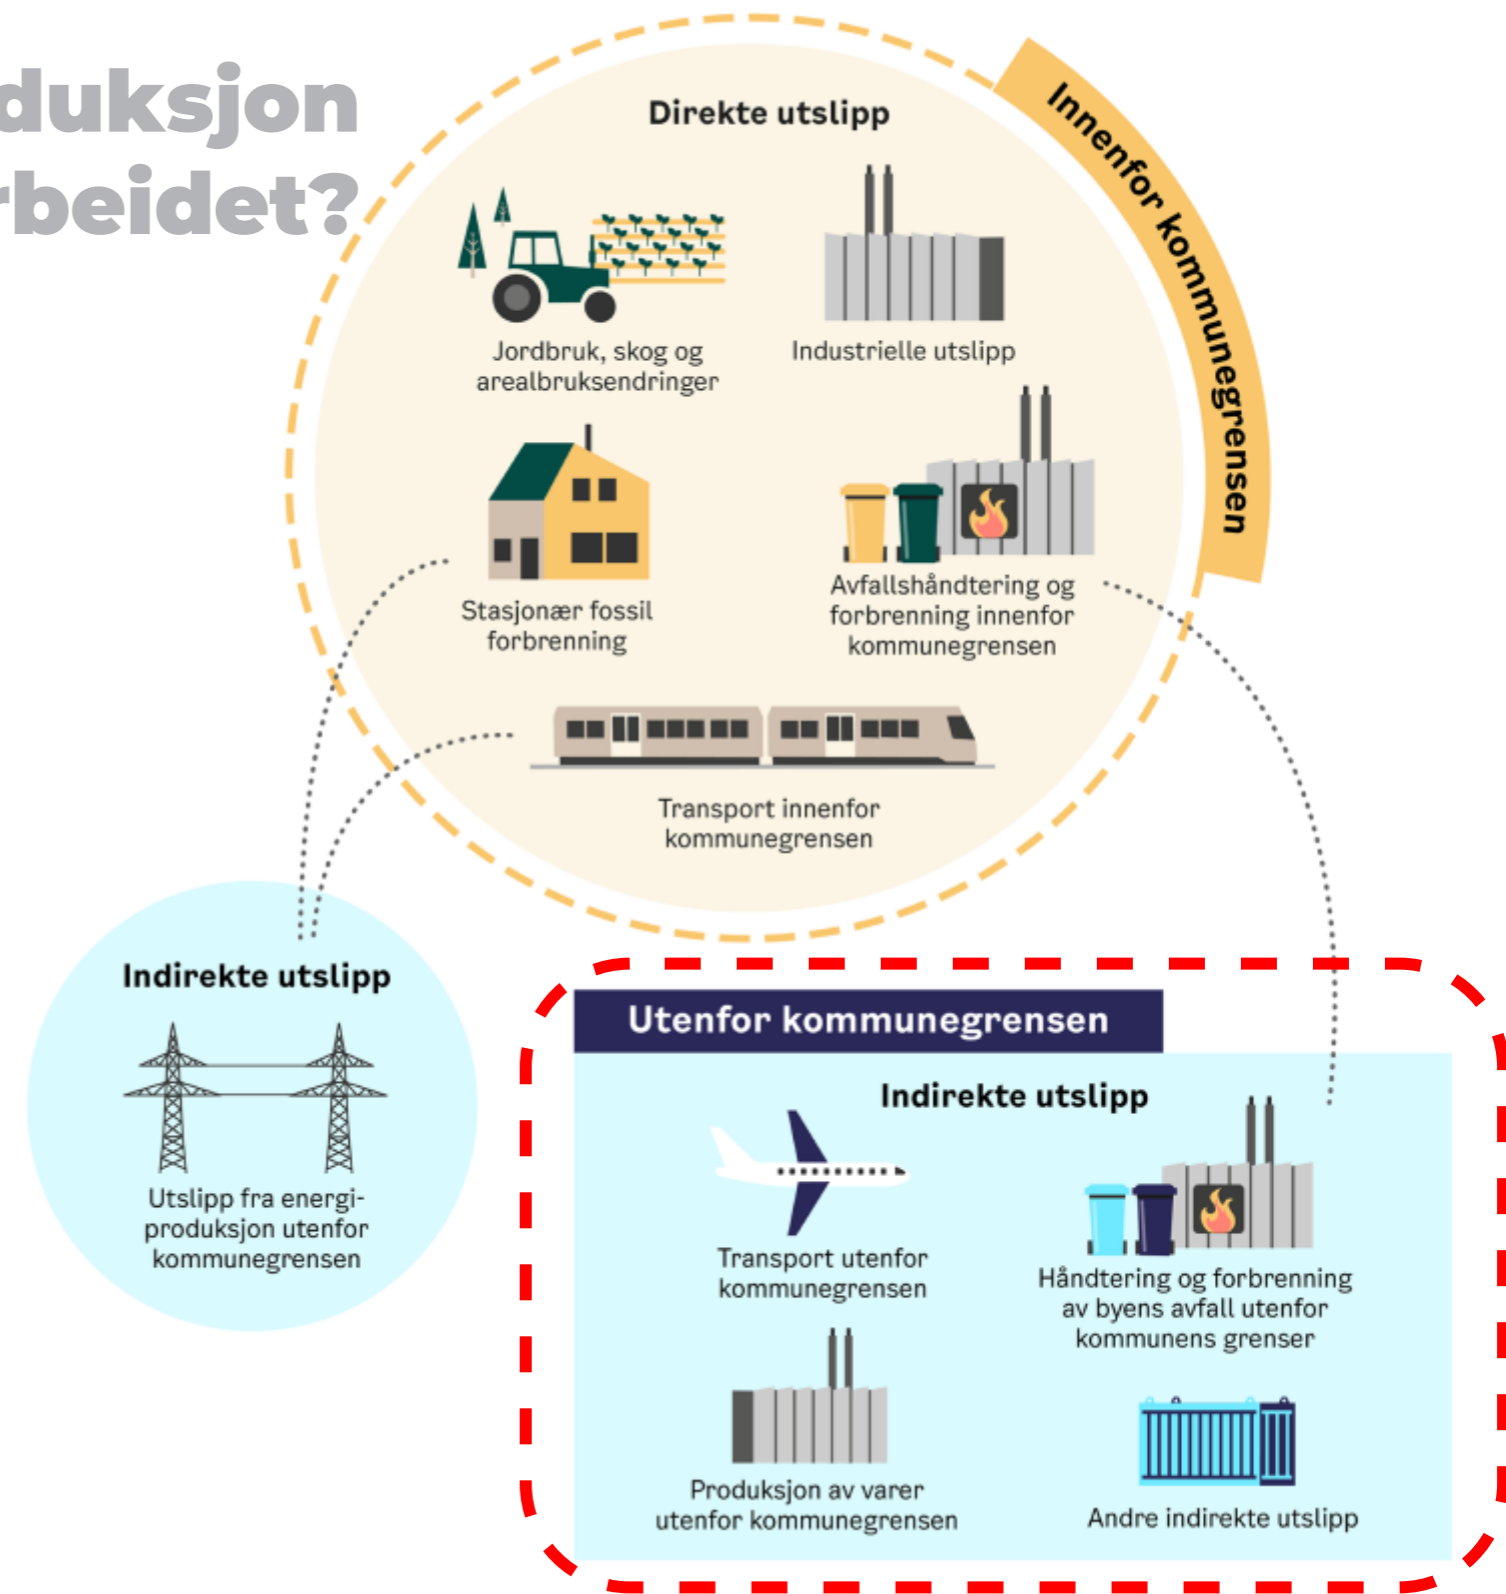 duksjon
rbeidet?
Direkte utslipp
Innenfor kommunegrensen
Jordbruk, skog og
arealbruksendringer
Industrielle utslipp
Stasjonær fossil
forbrenning
Avfallshåndtering og
forbrenning innenfor
kommunegrensen
Transport innenfor
kommunegrensen
Indirekte utslipp
Utslipp fra energi-
produksjon utenfor
kommunegrensen
Utenfor kommunegrensen
Indirekte utslipp
Transport utenfor
kommunegrensen
Håndtering og forbrenning
av byens avfall utenfor
kommunens grenser
Produksjon av varer
utenfor kommunegrensen
Andre indirekte utslipp